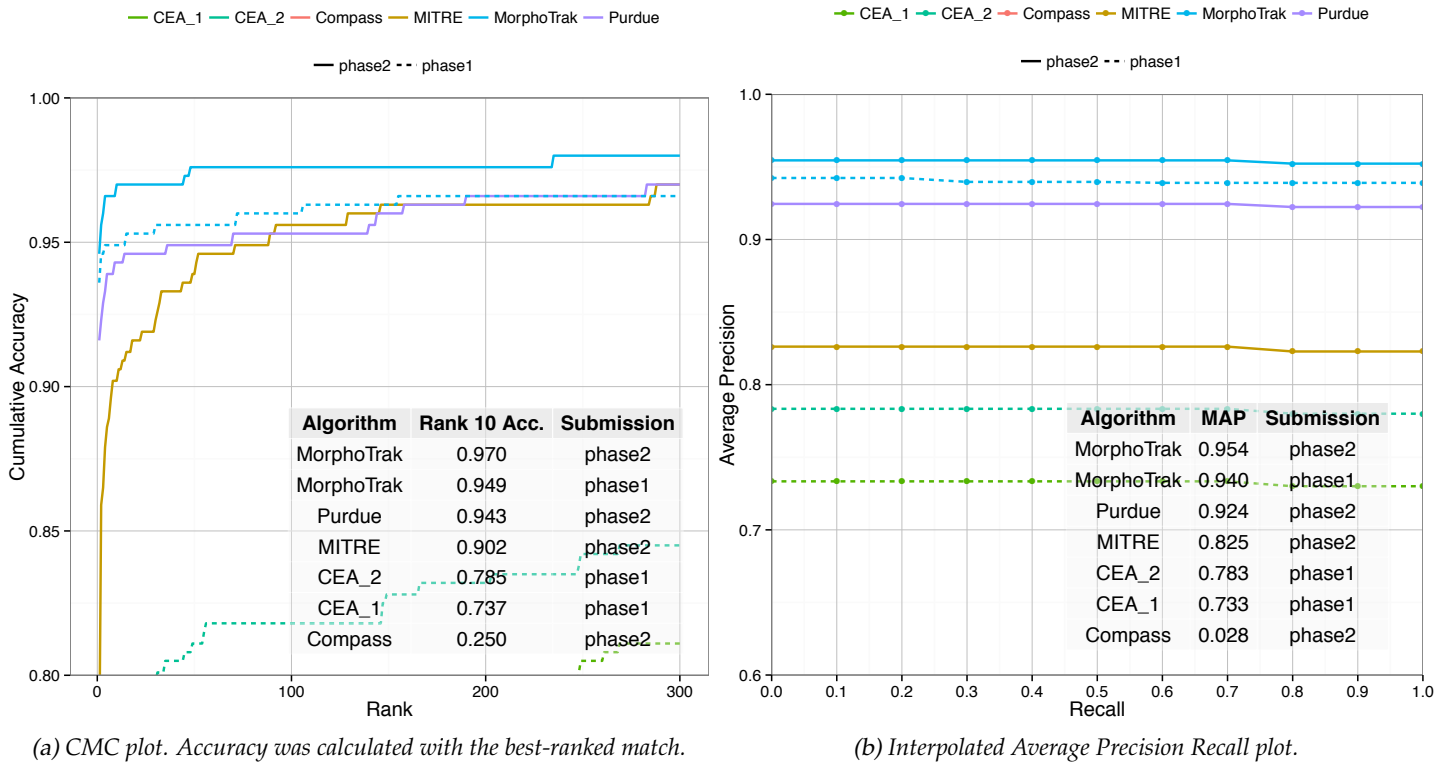 CEA_1 CEA_2 Compass MITRE MorphoTrak Purdue
phase2 phase1
1.00
0.95
0.90
0.85
0.80
Cumulative Accuracy
Algorithm Rank 10 Acc. Submission
MorphoTrak 0.970 phase2
MorphoTrak 0.949 phase1
Purdue 0.943 phase2
MITRE 0.902 phase2
CEA_2 0.785 phase1
CEA_1 0.737 phase1
Compass 0.250 phase2
0 100 200 300
Rank
(a) CMC plot. Accuracy was calculated with the best-ranked match.
CEA_1 CEA_2 Compass MITRE MorphoTrak Purdue
phase2 phase1
1.0
0.9
0.8
0.7
0.6
Average Precision
Algorithm MAP Submission
MorphoTrak 0.954 phase2
MorphoTrak 0.940 phase1
Purdue 0.924 phase2
MITRE 0.825 phase2
CEA_2 0.783 phase1
CEA_1 0.733 phase1
Compass 0.028 phase2
0.0 0.1 0.2 0.3 0.4 0.5 0.6 0.7 0.8 0.9 1.0
Recall
(b) Interpolated Average Precision Recall plot.